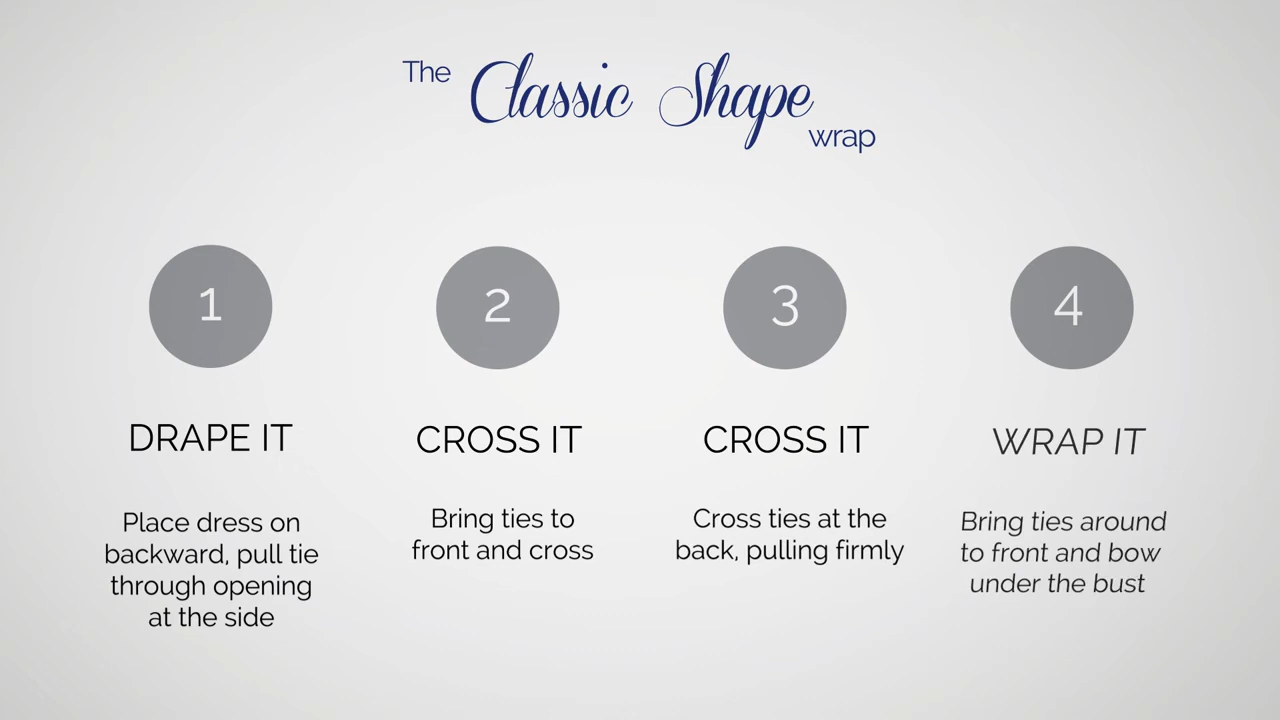 The Classic Shape wrap
1
2
3
4
DRAPE IT
CROSS IT
CROSS IT
WRAP IT
Place dress on
backward, pull tie
through opening
at the side
Bring ties to
front and cross
Cross ties at the
back, pulling firmly
Bring ties around
to front and bow
under the bust